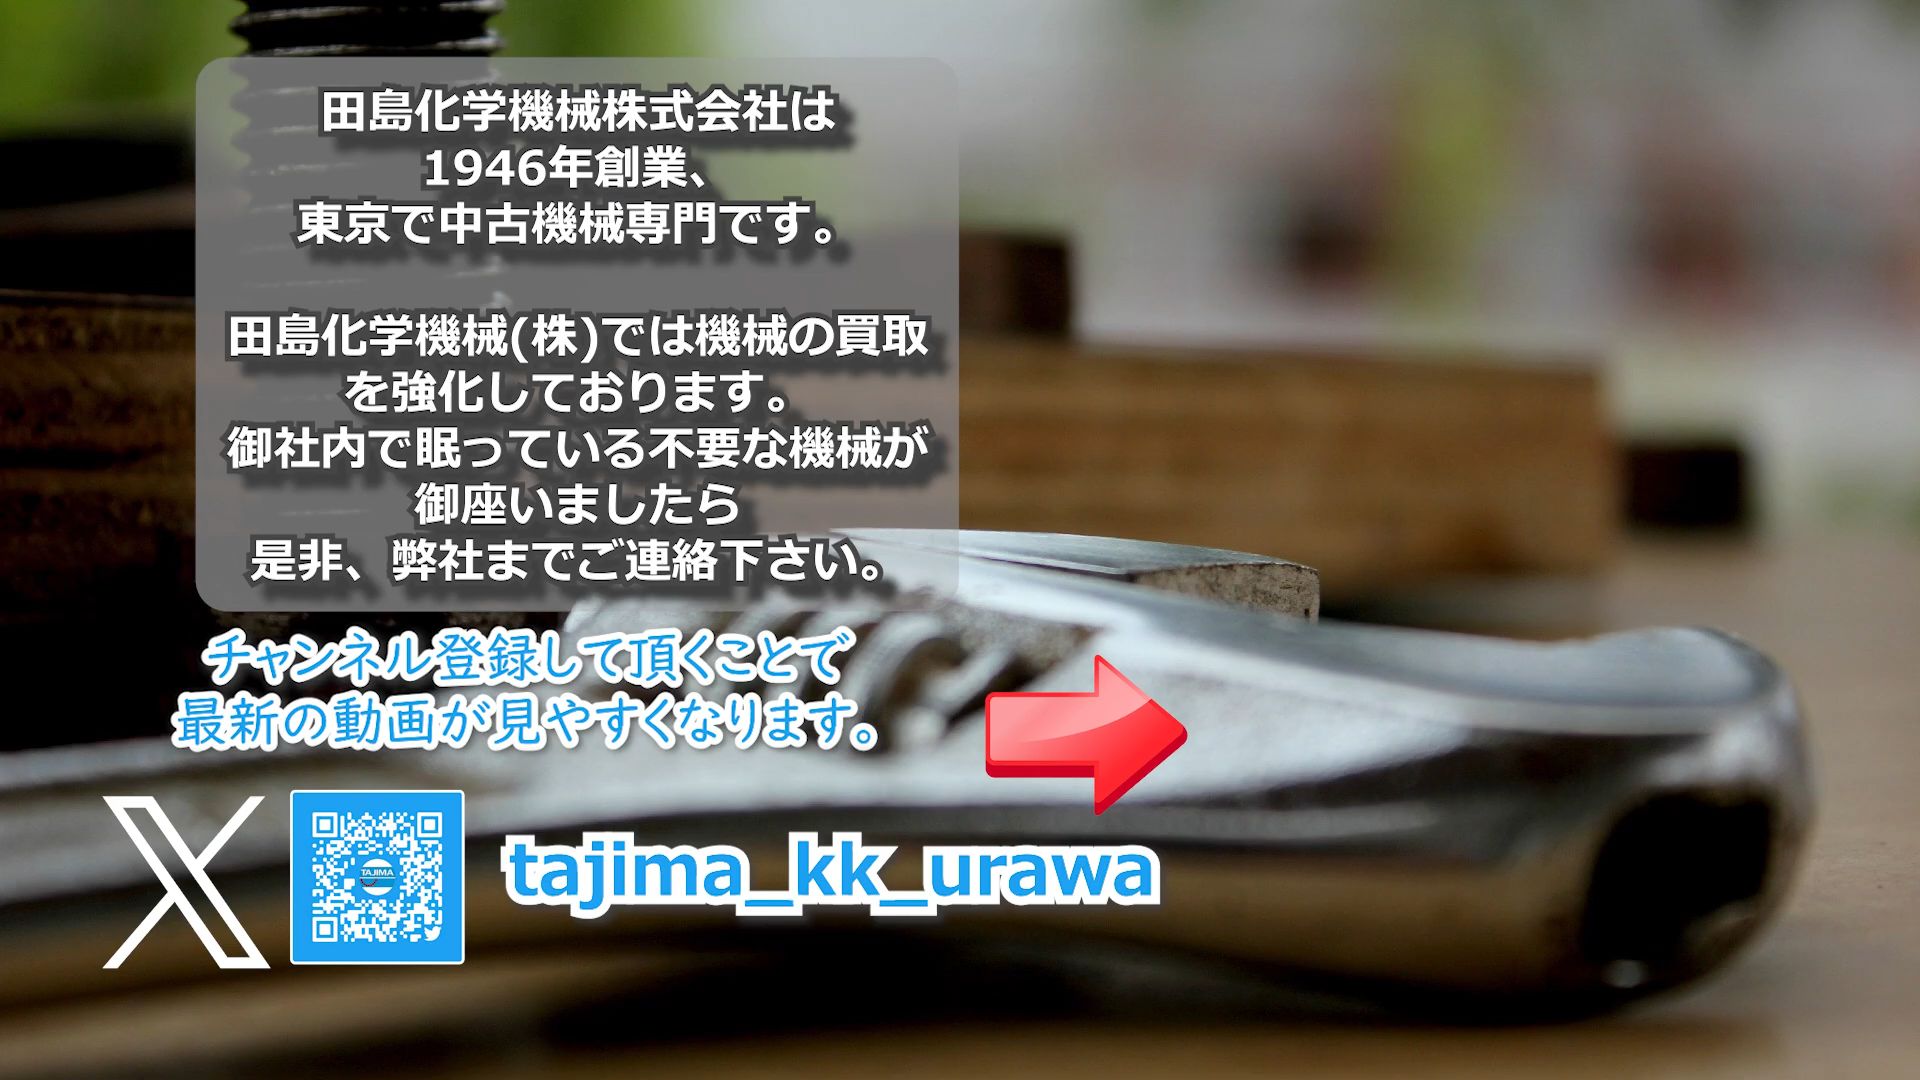 田島化学機械株式会社は
1946年創業、
東京で中古機械専門です。
田島化学機械(株)では機械の買取
を強化しております。
御社内で眠っている不要な機械が
御座いましたら
是非、弊社までご連絡下さい。
チャンネル登録して頂くことで
最新の動画が見やすくなります。
X
TAJIMA
tajima_kk_urawa